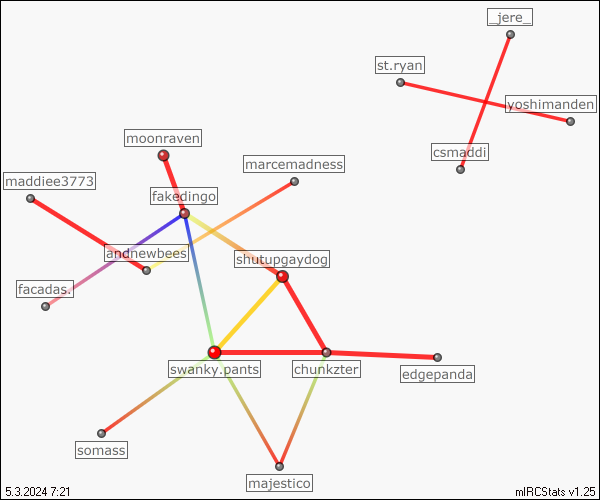 _jere_
st.ryan
yoshimanden
moonraven
csmaddi
marcemadness
maddiee3773
fakedingo
andnewbees
shutupgaydog
facadas.
swanky.pants
chunkzter
edgepanda
somass
majestico
5.3.2024 7:21
mIRCStats v1.25